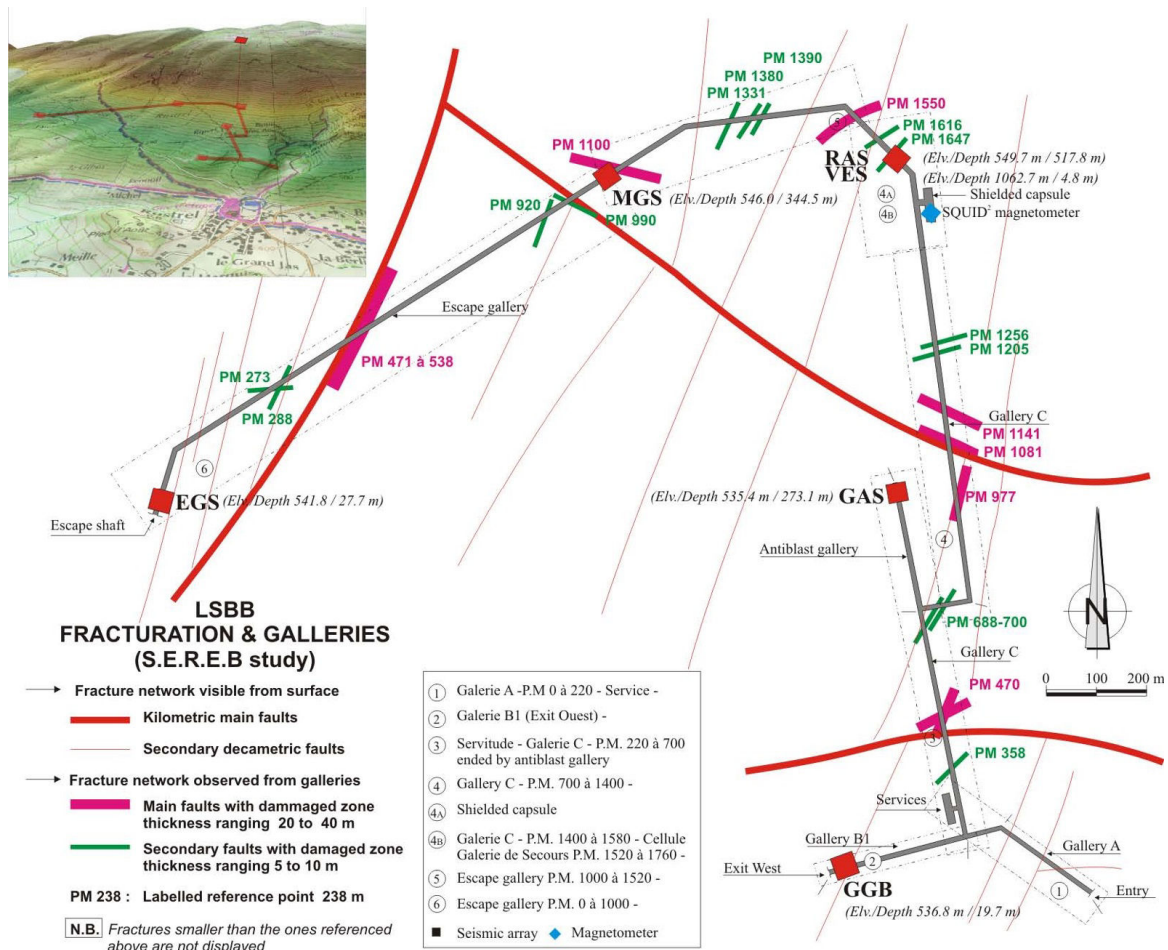 PM 1390
PM 1380
PM 1331
PM 1550
PM 1616
PM 1647
RAS
VES
(Elv./Depth 549.7 m / 517.8 m)
(Elv./Depth 1062.7 m / 4.8 m)
Shielded capsule
SQUID² magnetometer
5
4A
4B
PM 1100
MGS
(Elv./Depth 546.0 / 344.5 m)
PM 920
PM 990
Escape gallery
PM 471 à 538
PM 273
PM 288
6
EGS
(Elv./Depth 541.8 / 27.7 m)
Escape shaft
PM 1256
PM 1205
Gallery C
PM 1141
PM 1081
(Elv./Depth 535.4 m / 273.1 m)
GAS
PM 977
Antiblast gallery
4
PM 688-700
Gallery C
PM 470
3
PM 358
Services
Gallery B1
Gallery A
Exit West
2
1
Entry
GGB
(Elv./Depth 536.8 m / 19.7 m)
N
0 100 200 m
Meille
le Grand Jas
LSBB
FRACTURATION & GALLERIES
(S.E.R.E.B study)
Fracture network visible from surface
Kilometric main faults
Secondary decametric faults
Fracture network observed from galleries
Main faults with dammaged zone
thickness ranging 20 to 40 m
Secondary faults with damaged zone
thickness ranging 5 to 10 m
PM 238 : Labelled reference point 238 m
N.B. Fractures smaller than the ones referenced
above are not displayed
1 Galerie A -P.M 0 à 220 - Service -
2 Galerie B1 (Exit Ouest) -
3 Servitude - Galerie C - P.M. 220 à 700
ended by antiblast gallery
4 Gallery C - P.M. 700 à 1400 -
4A Shielded capsule
4B Galerie C - P.M. 1400 à 1580 - Cellule
Galerie de Secours P.M. 1520 à 1760 -
5 Escape gallery P.M. 1000 à 1520 -
6 Escape gallery P.M. 0 à 1000 -
Seismic array Magnetometer